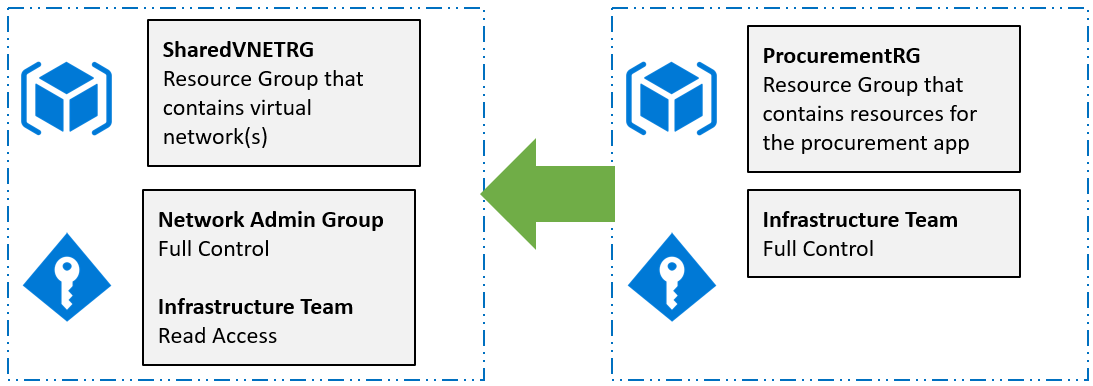 SharedVNETRG
Resource Group that
contains virtual
network(s)
Network Admin Group
Full Control
Infrastructure Team
Read Access
ProcurementRG
Resource Group that
contains resources for
the procurement app
Infrastructure Team
Full Control